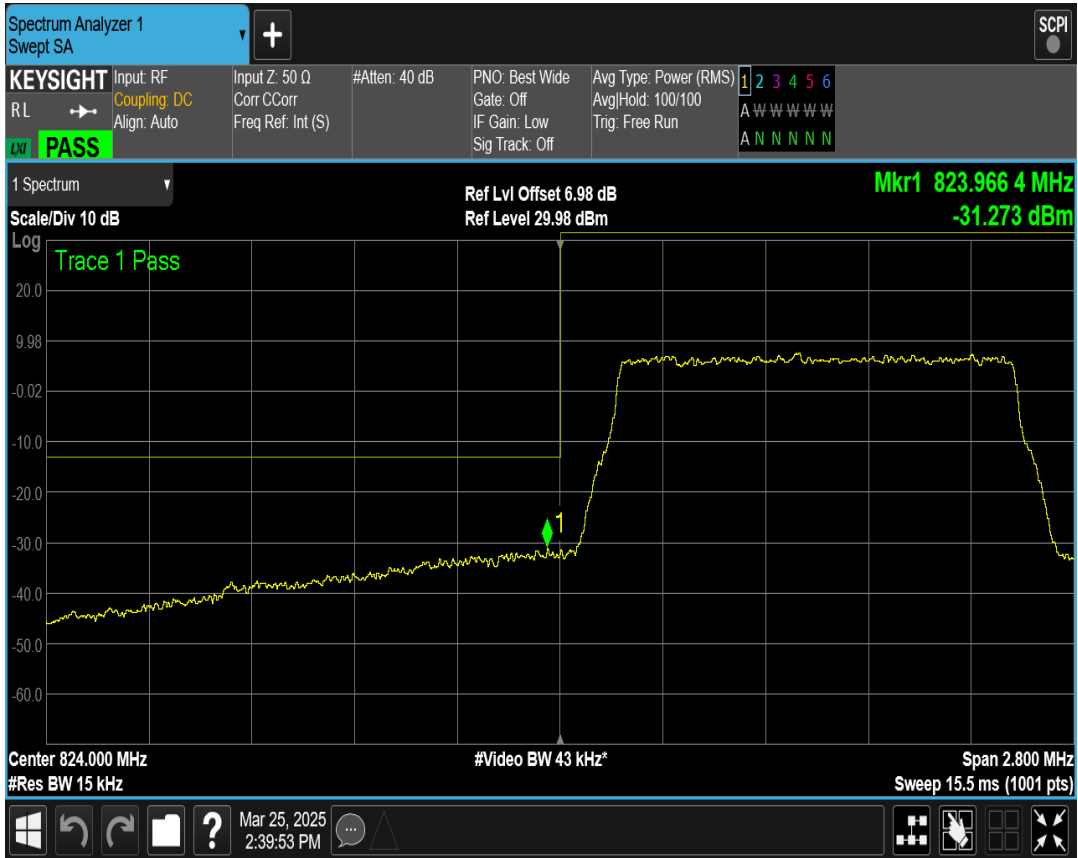 Spectrum Analyzer 1
Swept SA
SCPI
KEYSIGHT
R L
LXI PASS
Input: RF
Coupling: DC
Align: Auto
Input Z: 50 Ω
Corr CCorr
Freq Ref: Int (S)
#Atten: 40 dB
PNO: Best Wide
Gate: Off
IF Gain: Low
Sig Track: Off
Avg Type: Power (RMS)
Avg|Hold: 100/100
Trig: Free Run
1 2 3 4 5 6
A W W W W W
A N N N N N
1 Spectrum
Scale/Div 10 dB
Ref Lvl Offset 6.98 dB
Ref Level 29.98 dBm
Mkr1 823.966 4 MHz
-31.273 dBm
Log
Trace 1 Pass
20.0
9.98
-0.02
-10.0
-20.0
1
-30.0
-40.0
-50.0
-60.0
Center 824.000 MHz
#Video BW 43 kHz*
Span 2.800 MHz
#Res BW 15 kHz
Sweep 15.5 ms (1001 pts)
?
Mar 25, 2025
2:39:53 PM